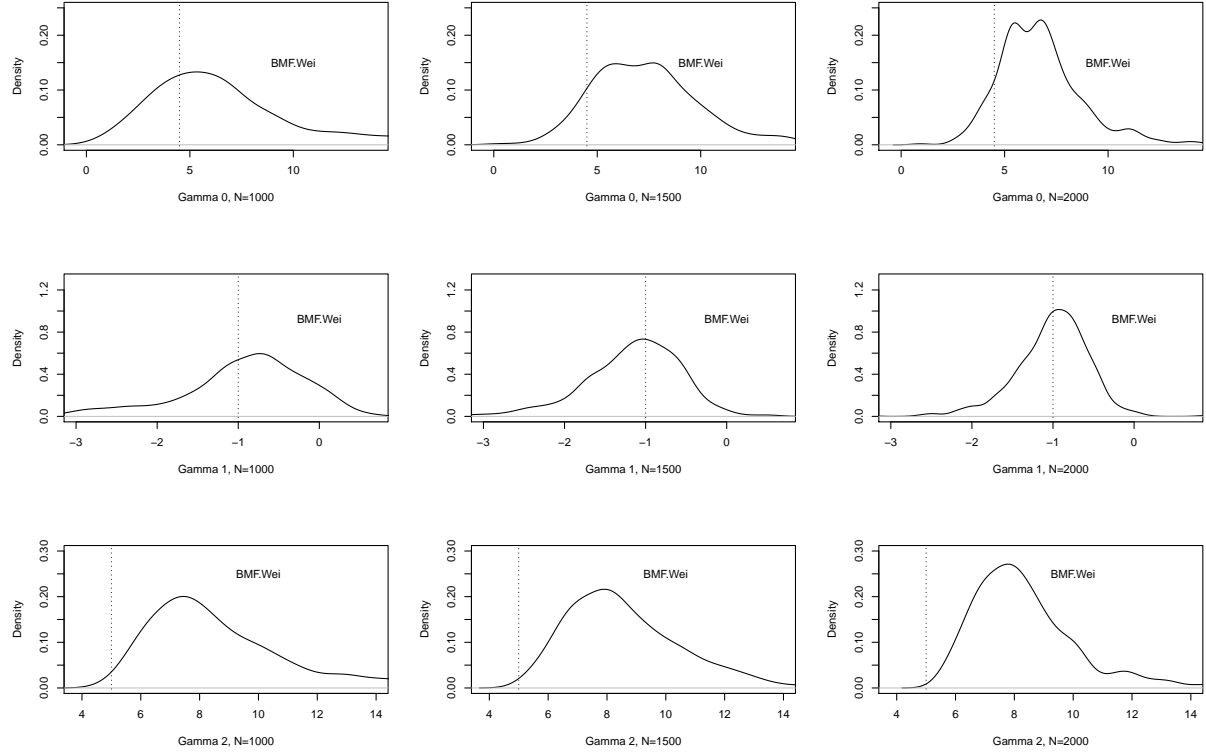 Density
0.00 0.10 0.20
BMF.Wei
0 5 10
Gamma 0, N=1000
Density
0.00 0.10 0.20
BMF.Wei
0 5 10
Gamma 0, N=1500
Density
0.00 0.10 0.20
BMF.Wei
0 5 10
Gamma 0, N=2000
Density
0.0 0.4 0.8 1.2
BMF.Wei
−3 −2 −1 0
Gamma 1, N=1000
Density
0.0 0.4 0.8 1.2
BMF.Wei
−3 −2 −1 0
Gamma 1, N=1500
Density
0.0 0.4 0.8 1.2
BMF.Wei
−3 −2 −1 0
Gamma 1, N=2000
Density
0.00 0.10 0.20 0.30
BMF.Wei
4 6 8 10 12 14
Gamma 2, N=1000
Density
0.00 0.10 0.20 0.30
BMF.Wei
4 6 8 10 12 14
Gamma 2, N=1500
Density
0.00 0.10 0.20 0.30
BMF.Wei
4 6 8 10 12 14
Gamma 2, N=2000